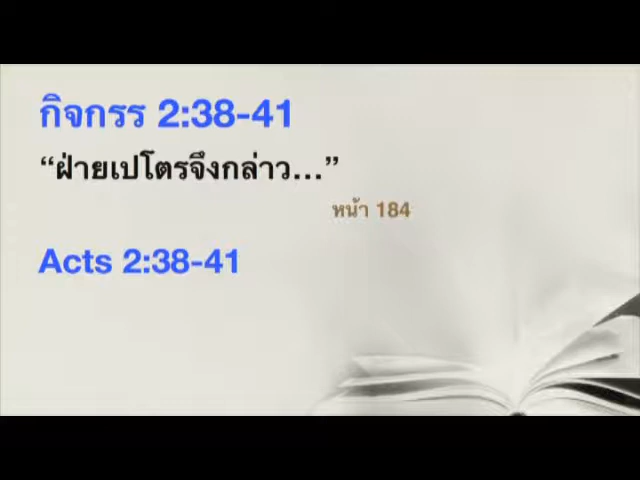 กิจกรร 2:38-41
“ฝ่ายเปโตรจึงกล่าว...”
หน้า 184
Acts 2:38-41